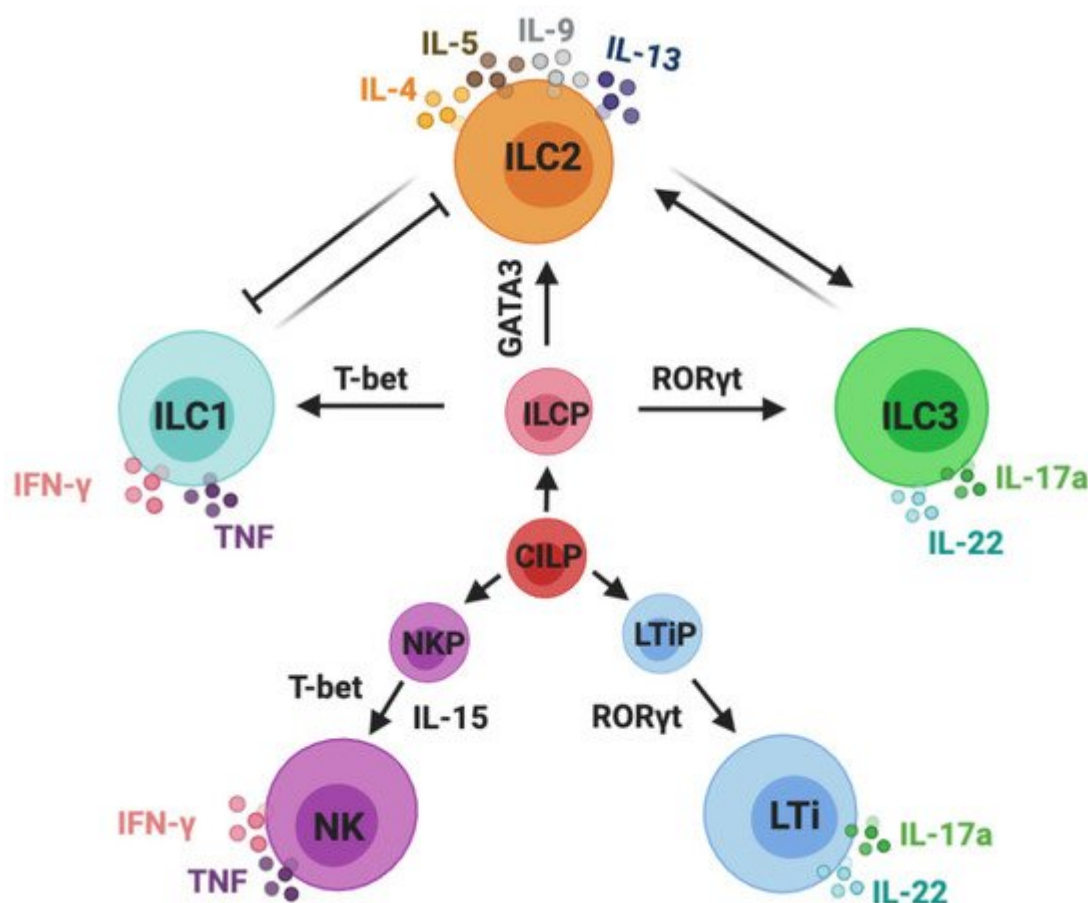 IL-9
IL-5
IL-13
IL-4
ILC2
GATA3
T-bet
RORγt
ILCP
ILC1
ILC3
IFN-γ
IL-17a
TNF
IL-22
CILP
NKP
LTiP
T-bet
IL-15
RORγt
NK
LTi
IFN-γ
IL-17a
TNF
IL-22